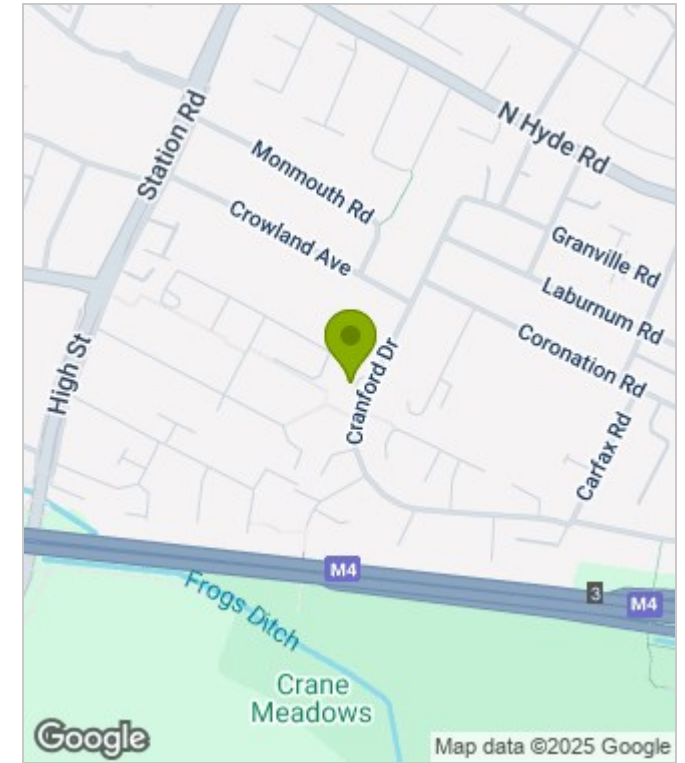 N Hyde Rd
Station Rd
Monmouth Rd
Crowland Ave
Granville Rd
Laburnum Rd
Coronation Rd
High St
Cranford Dr
Carfax Rd
M4
3
M4
Frogs Ditch
Crane
Meadows
Google
Map data ©2025 Google